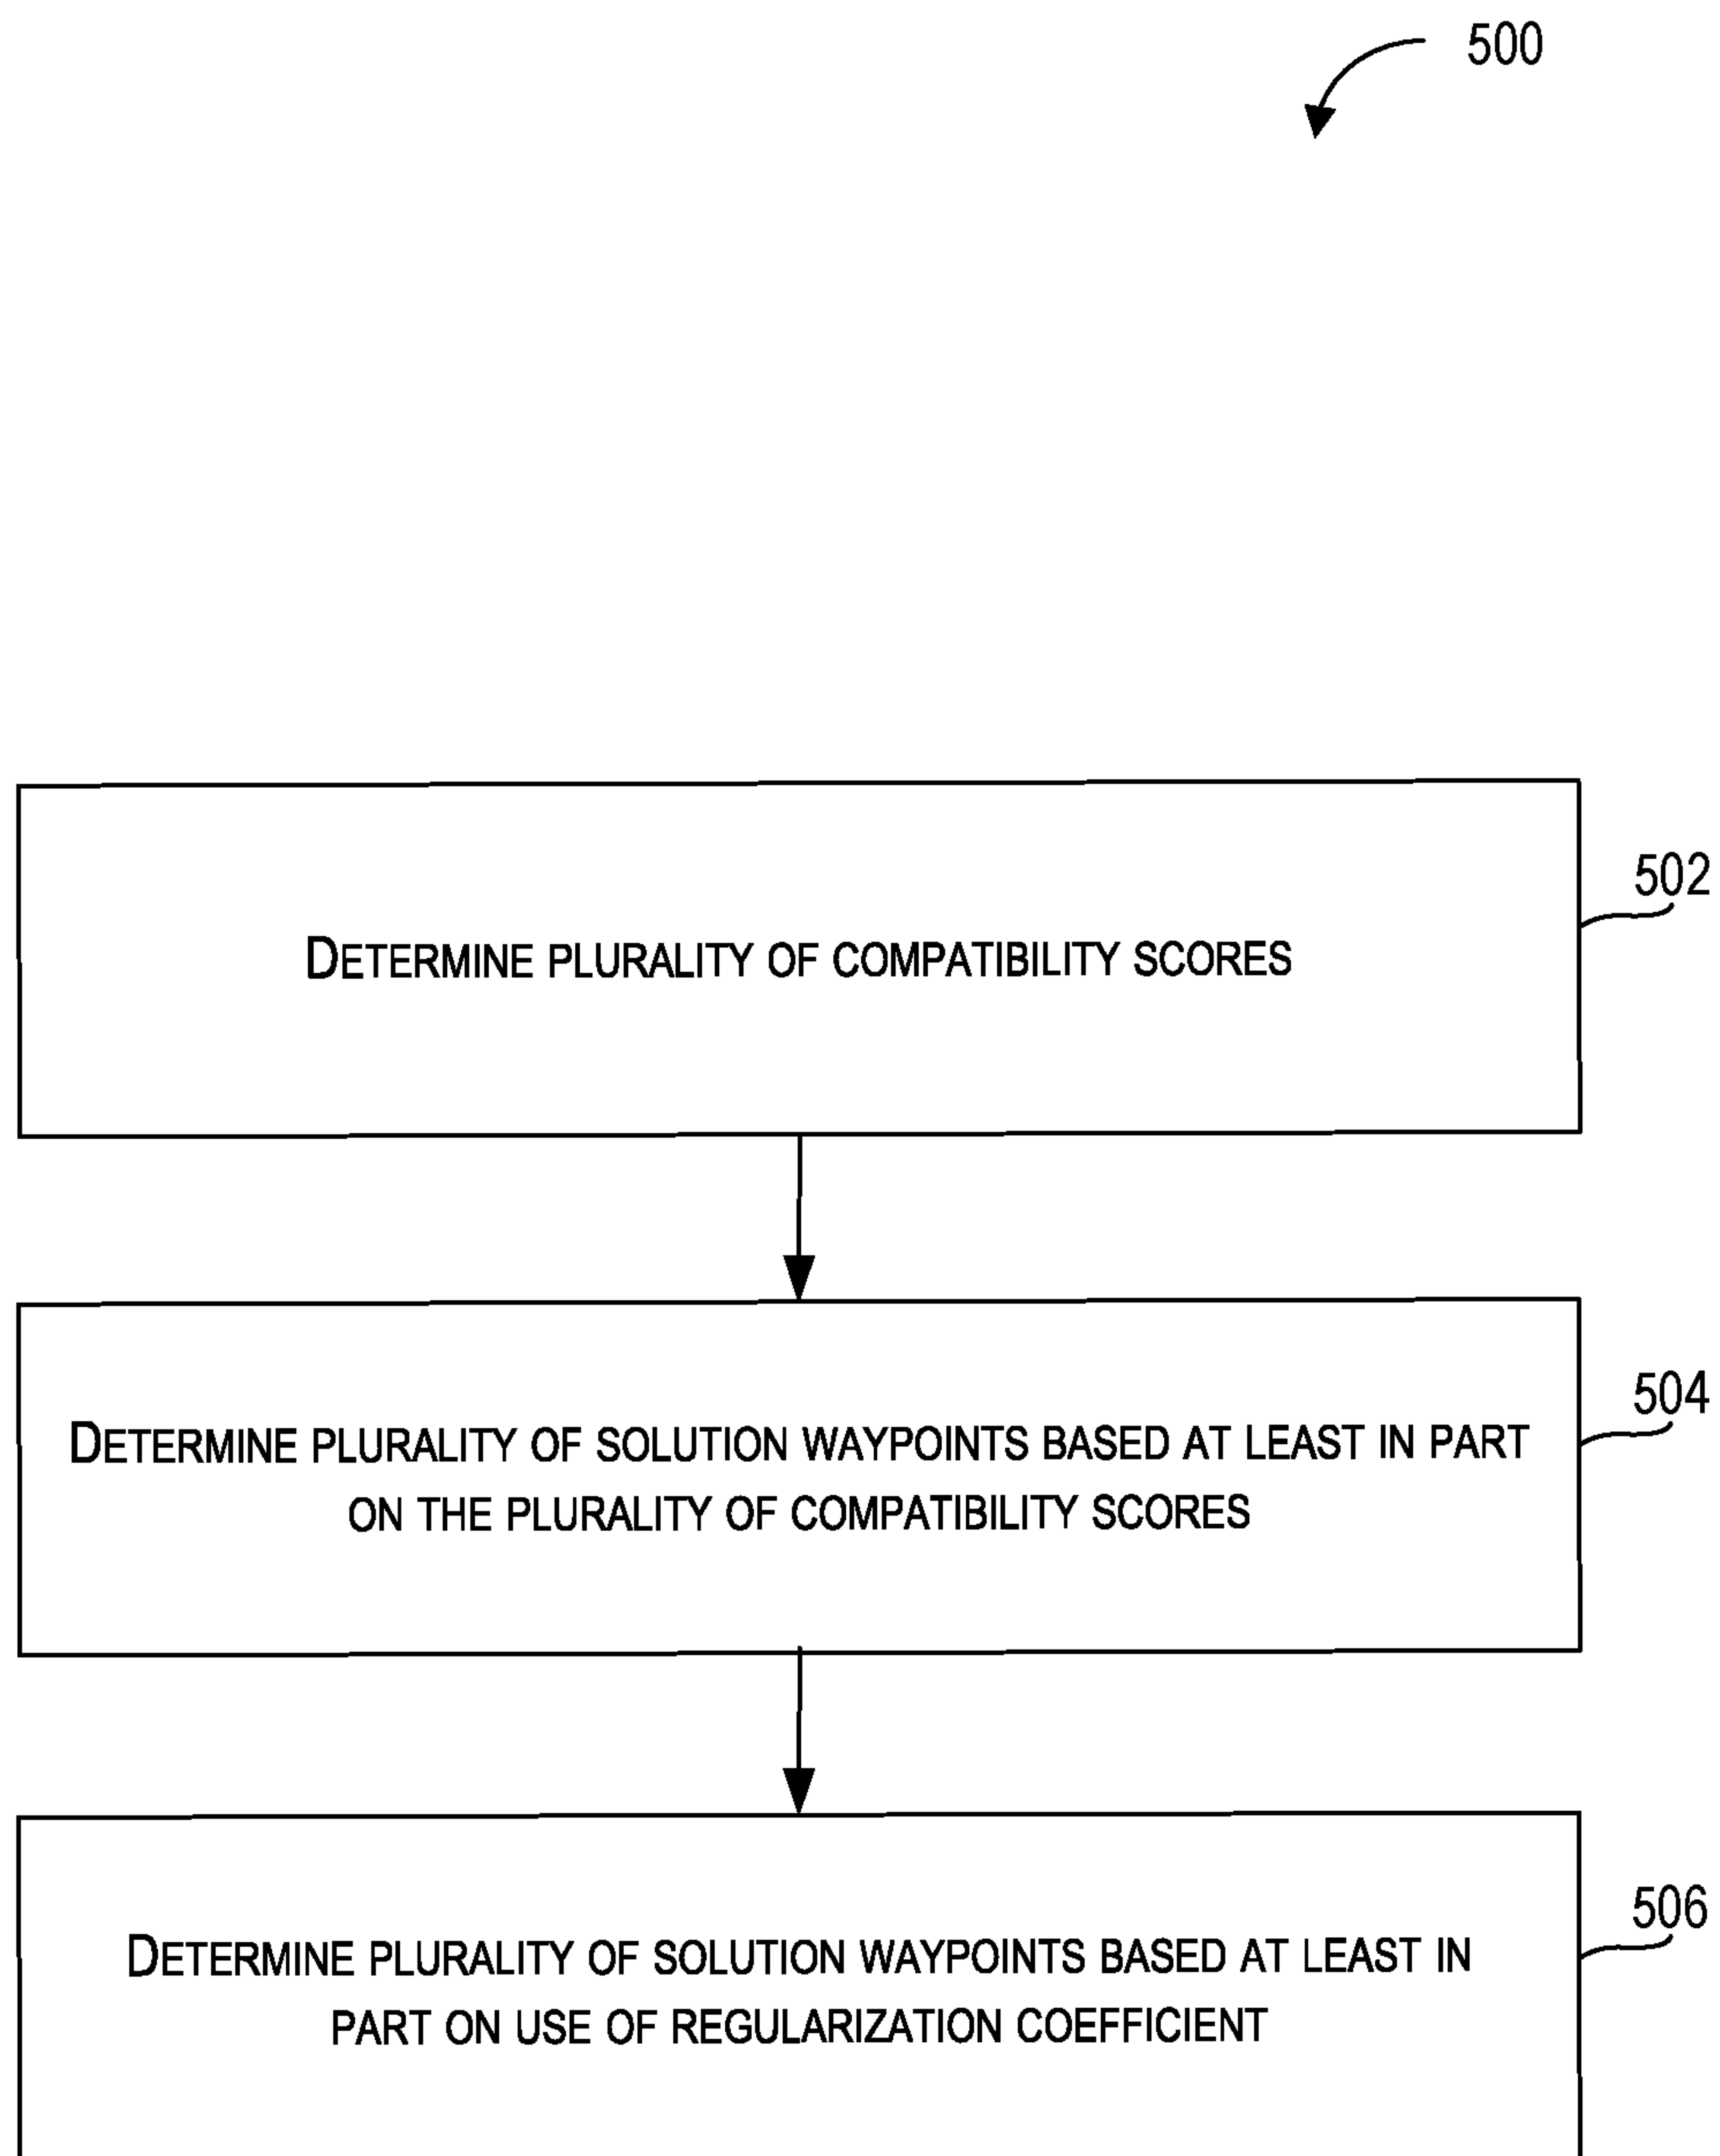 500
DETERMINE PLURALITY OF COMPATIBILITY SCORES
502
DETERMINE PLURALITY OF SOLUTION WAYPOINTS BASED AT LEAST IN PART
ON THE PLURALITY OF COMPATIBILITY SCORES
504
DETERMINE PLURALITY OF SOLUTION WAYPOINTS BASED AT LEAST IN
PART ON USE OF REGULARIZATION COEFFICIENT
506